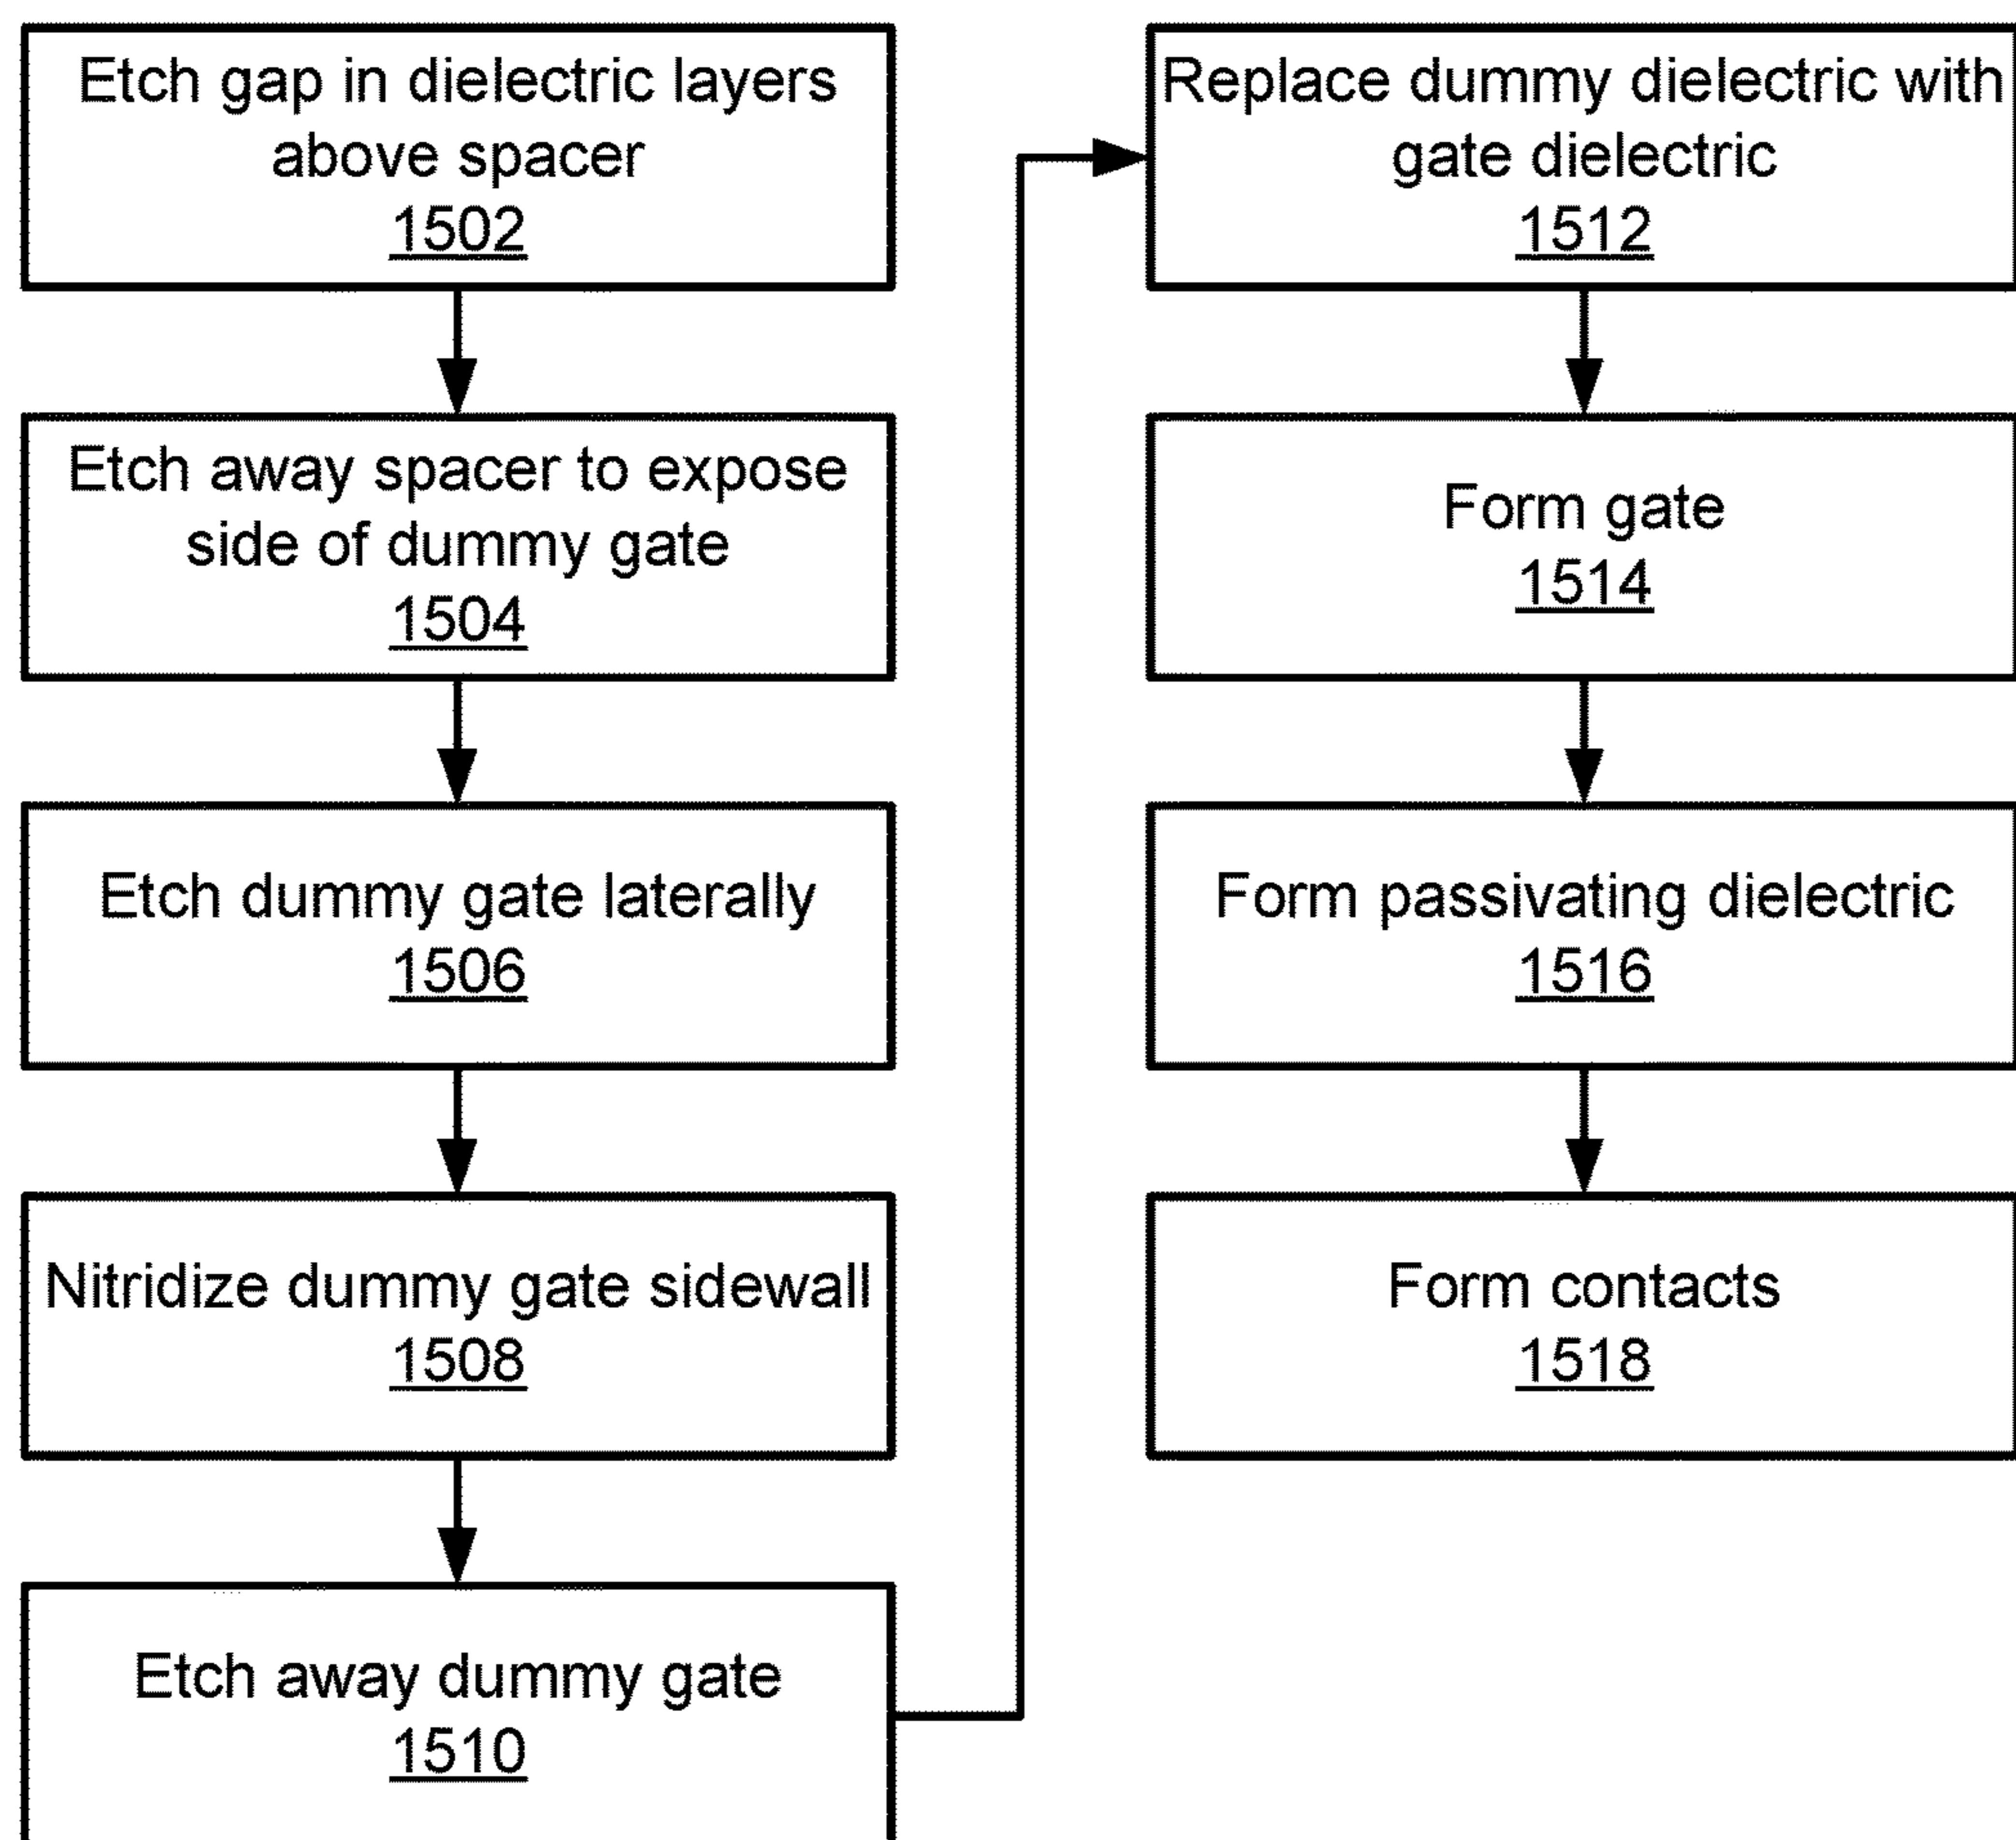 Etch gap in dielectric layers
above spacer
1502
Etch away spacer to expose
side of dummy gate
1504
Etch dummy gate laterally
1506
Nitridize dummy gate sidewall
1508
Etch away dummy gate
1510
Replace dummy dielectric with
gate dielectric
1512
Form gate
1514
Form passivating dielectric
1516
Form contacts
1518